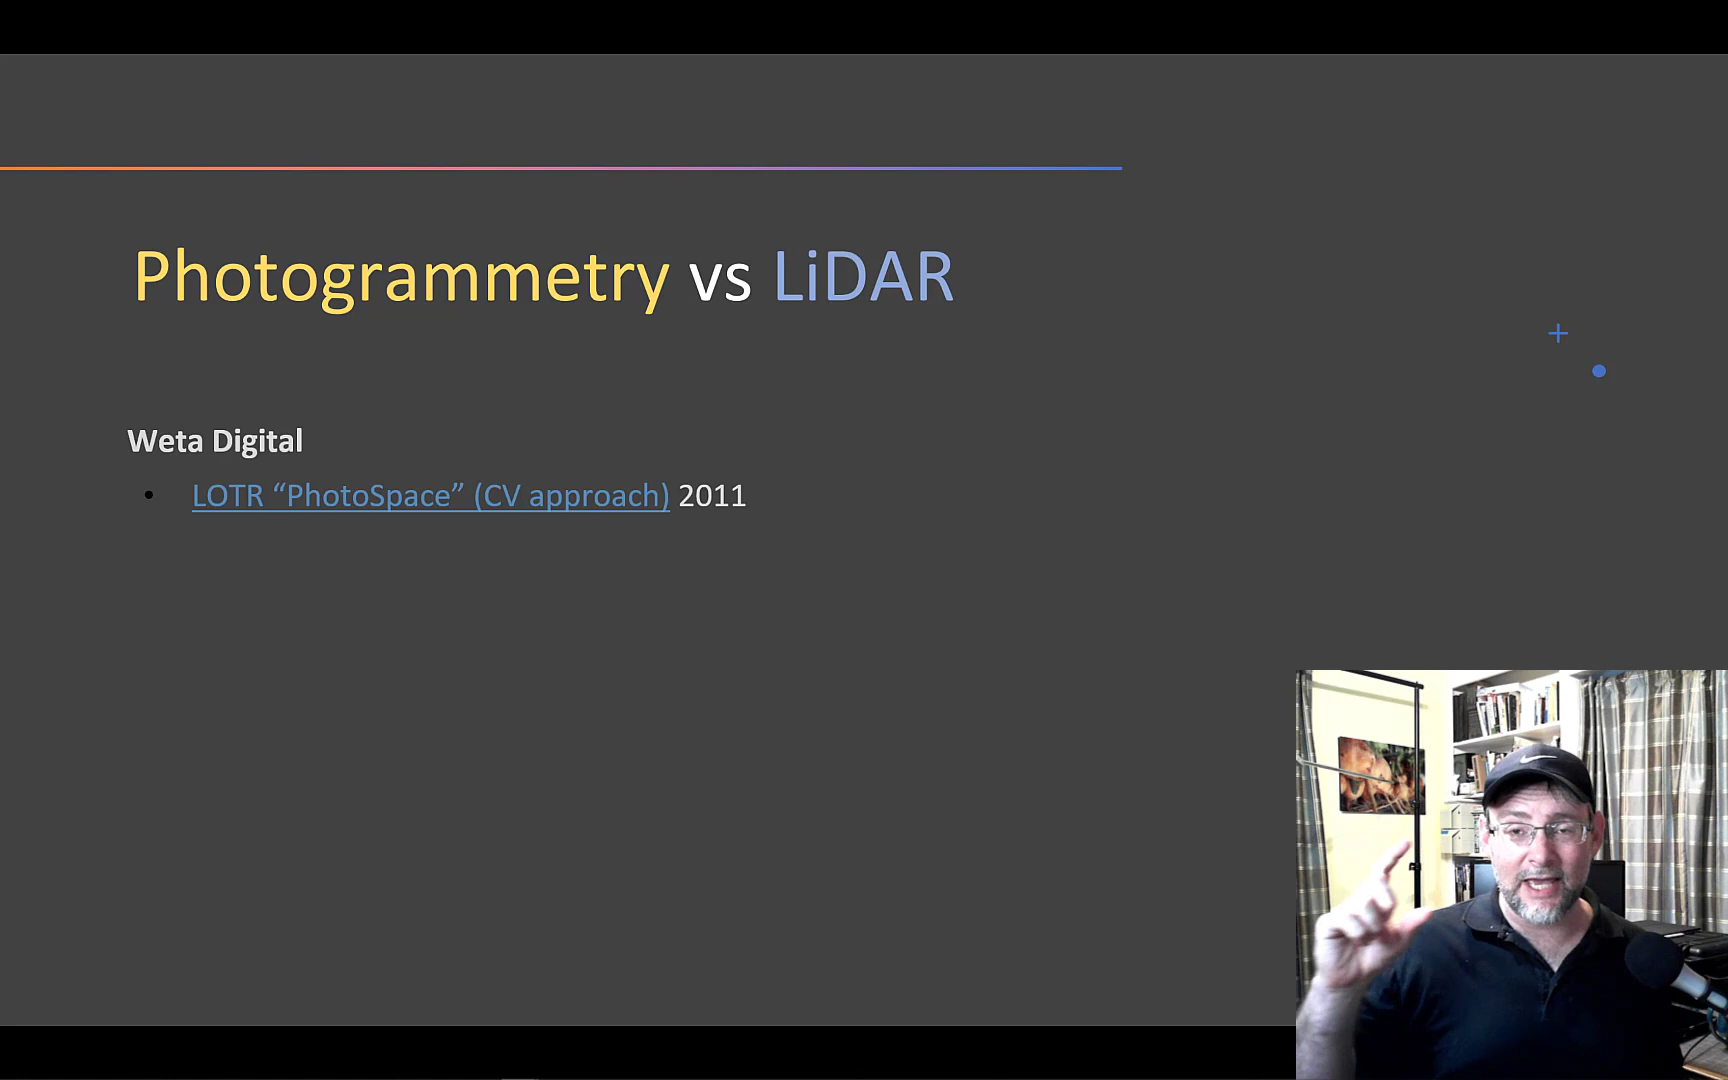 Photogrammetry vs LiDAR
Weta Digital
• LOTR “PhotoSpace” (CV approach) 2011